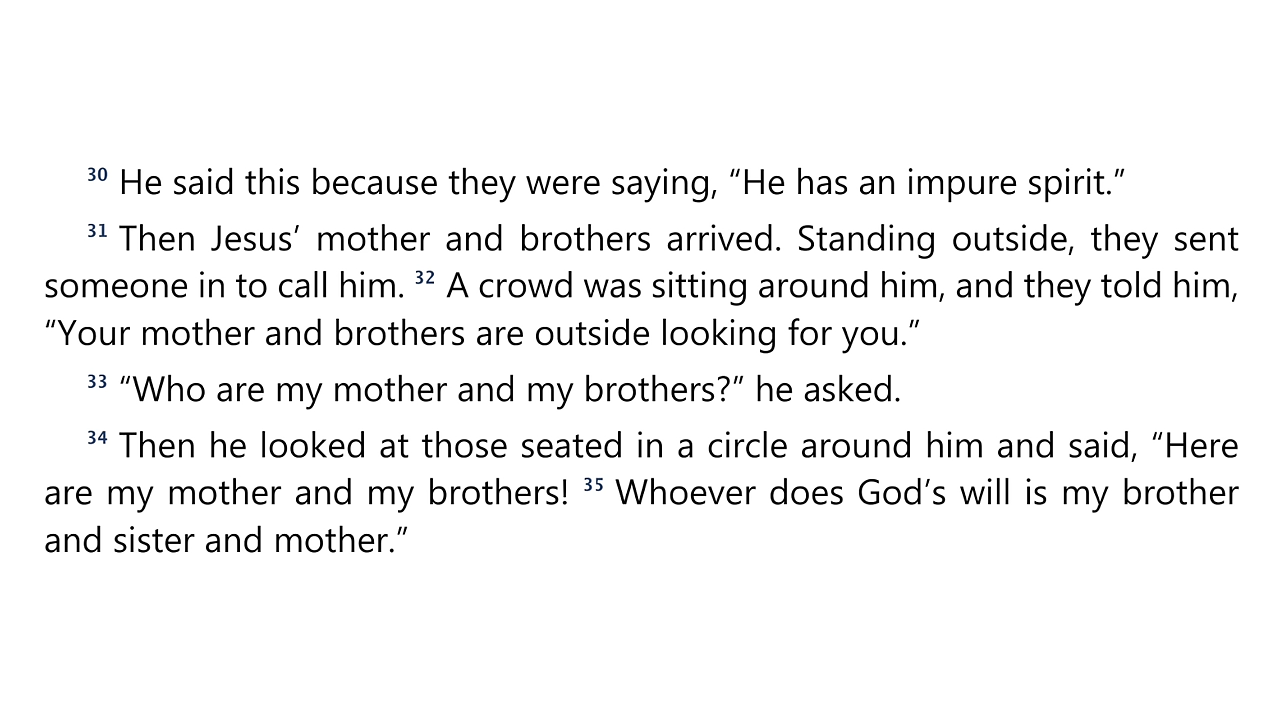 30 He said this because they were saying, “He has an impure spirit.”
31 Then Jesus’ mother and brothers arrived. Standing outside, they sent
someone in to call him. 32 A crowd was sitting around him, and they told him,
“Your mother and brothers are outside looking for you.”
33 “Who are my mother and my brothers?” he asked.
34 Then he looked at those seated in a circle around him and said, “Here
are my mother and my brothers! 35 Whoever does God’s will is my brother
and sister and mother.”